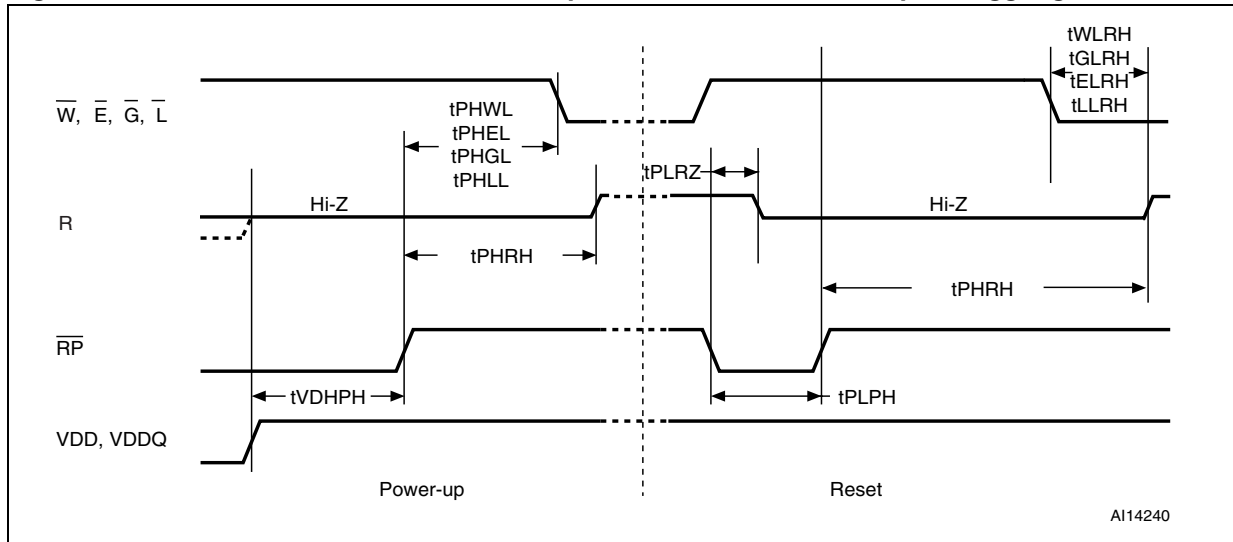 tWLRH
tGLRH
tELRH
tLLRH
W, E, G, L
tPHWL
tPHEL
tPHGL
tPHLL
tPLRZ
R
Hi-Z
Hi-Z
tPHRH
tPHRH
RP
tVDHPH
tPLPH
VDD, VDDQ
Power-up
Reset
AI14240